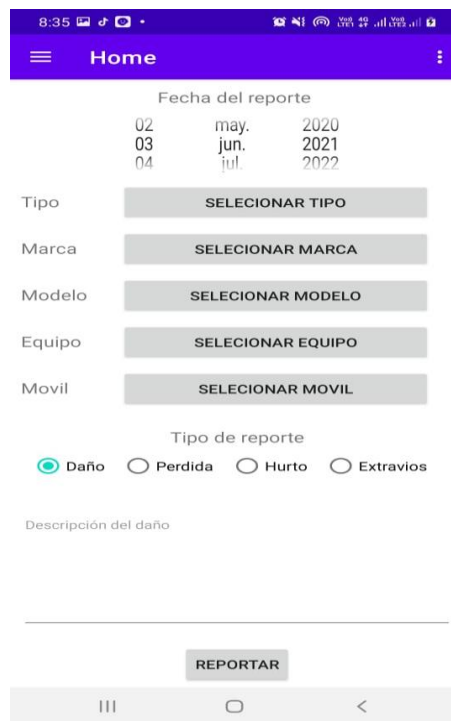 8:35
Home
Fecha del reporte
02 may. 2020
03 jun. 2021
04 jul. 2022
Tipo SELECIONAR TIPO
Marca SELECIONAR MARCA
Modelo SELECIONAR MODELO
Equipo SELECIONAR EQUIPO
Movil SELECIONAR MOVIL
Tipo de reporte
Daño Perdida Hurto Extravios
Descripción del daño
REPORTAR